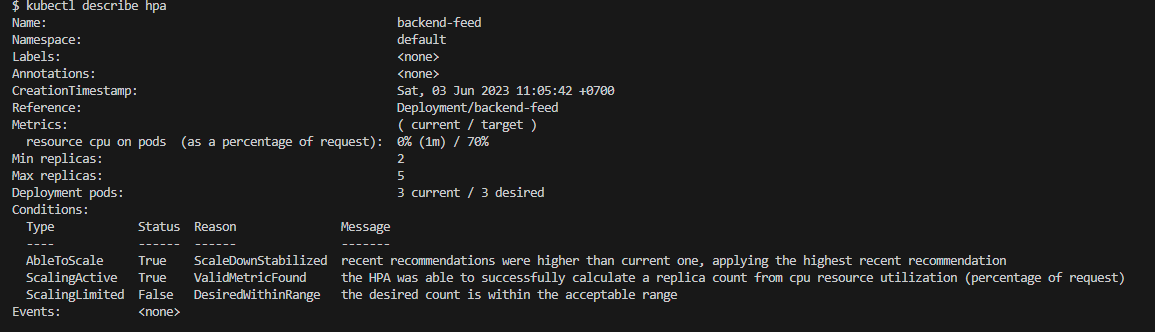 $ kubectl describe hpa
Name: backend-feed
Namespace: default
Labels: <none>
Annotations: <none>
CreationTimestamp: Sat, 03 Jun 2023 11:05:42 +0700
Reference: Deployment/backend-feed
Metrics: ( current / target )
  resource cpu on pods  (as a percentage of request): 0% (1m) / 70%
Min replicas: 2
Max replicas: 5
Deployment pods: 3 current / 3 desired
Conditions:
  Type            Status  Reason               Message
  ----            ------  ------               -------
  AbleToScale     True    ScaleDownStabilized  recent recommendations were higher than current one, applying the highest recent recommendation
  ScalingActive   True    ValidMetricFound     the HPA was able to successfully calculate a replica count from cpu resource utilization (percentage of request)
  ScalingLimited  False   DesiredWithinRange   the desired count is within the acceptable range
Events:           <none>